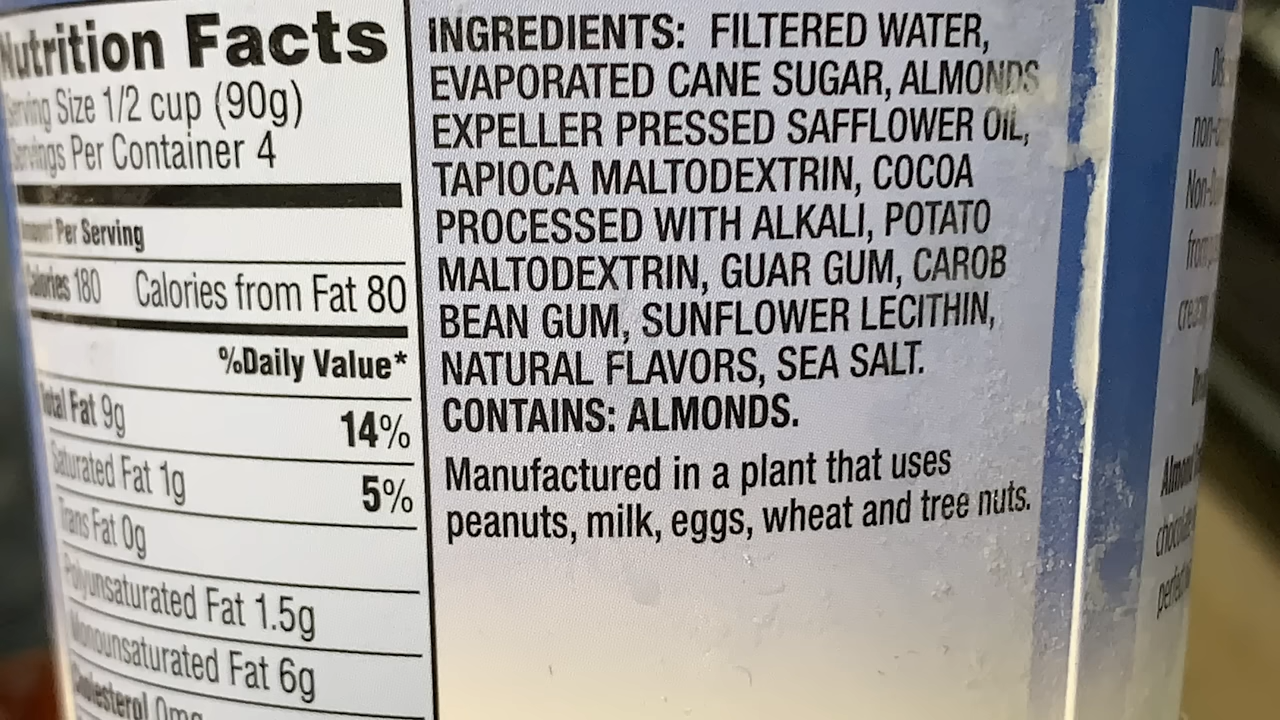 Nutrition Facts
Serving Size 1/2 cup (90g)
Servings Per Container 4
Amount Per Serving
Calories 180 Calories from Fat 80
%Daily Value*
Total Fat 9g 14%
Saturated Fat 1g 5%
Trans Fat 0g
Polyunsaturated Fat 1.5g
Monounsaturated Fat 6g
Cholesterol 0mg
INGREDIENTS: FILTERED WATER,
EVAPORATED CANE SUGAR, ALMONDS
EXPELLER PRESSED SAFFLOWER OIL,
TAPIOCA MALTODEXTRIN, COCOA
PROCESSED WITH ALKALI, POTATO
MALTODEXTRIN, GUAR GUM, CAROB
BEAN GUM, SUNFLOWER LECITHIN,
NATURAL FLAVORS, SEA SALT.
CONTAINS: ALMONDS.
Manufactured in a plant that uses
peanuts, milk, eggs, wheat and tree nuts.
Almond